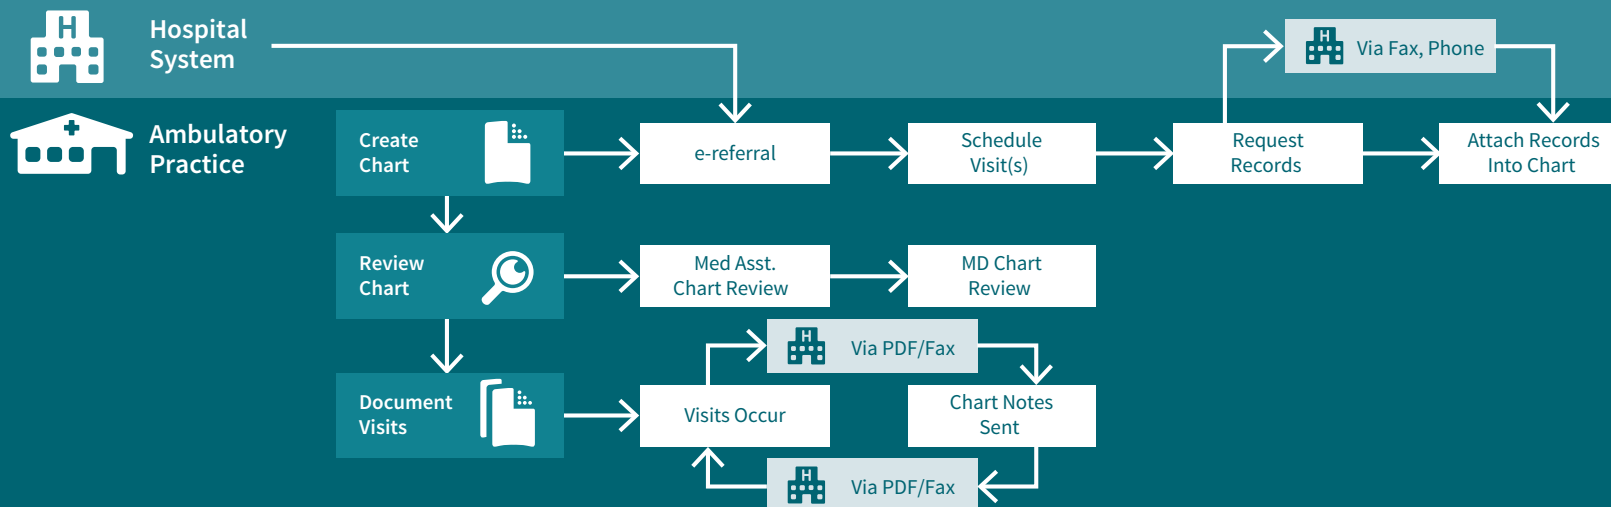 Hospital
System
H
H
Via Fax, Phone
Ambulatory
Practice
Create
Chart
e-referral
Schedule
Visit(s)
Request
Records
Attach Records
Into Chart
Review
Chart
Med Asst.
Chart Review
MD Chart
Review
H
Via PDF/Fax
Document
Visits
Visits Occur
Chart Notes
Sent
H
Via PDF/Fax